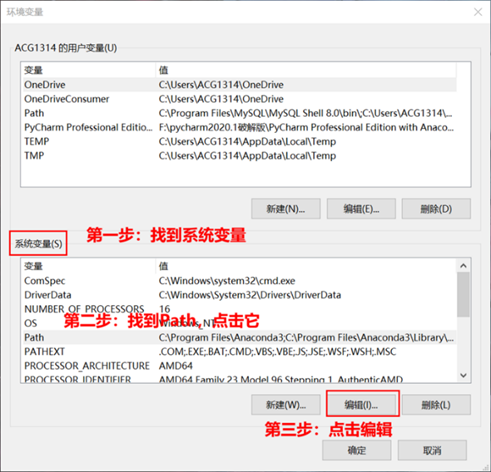 环境变量
ACG1314 的用户变量(U)
变量 值
OneDrive C:\Users\ACG1314\OneDrive
OneDriveConsumer C:\Users\ACG1314\OneDrive
Path C:\Program Files\MySQL\MySQL Shell 8.0\bin\;C:\Users\ACG1314\...
PyCharm Professional Editio... F:\pycharm2020.1破解版\PyCharm Professional Edition with Anaco...
TEMP C:\Users\ACG1314\AppData\Local\Temp
TMP C:\Users\ACG1314\AppData\Local\Temp
新建(N)... 编辑(E)... 删除(D)
第一步：找到系统变量
系统变量(S)
变量 值
ComSpec C:\Windows\system32\cmd.exe
DriverData C:\Windows\System32\Drivers\DriverData
NUMBER_OF_PROCESSORS 16
OS Windows_NT
第二步：找到Path，点击它
Path C:\Program Files\Anaconda3;C:\Program Files\Anaconda3\Library\...
PATHEXT .COM;.EXE;.BAT;.CMD;.VBS;.VBE;.JS;.JSE;.WSF;.WSH;.MSC
PROCESSOR_ARCHITECTURE AMD64
PROCESSOR_IDENTIFIER AMD64 Family 23 Model 96 Stepping 1, AuthenticAMD
新建(W)... 编辑(I)... 删除(L)
第三步：点击编辑
确定 取消